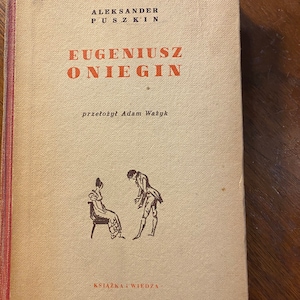 ALEKSANDER
PUSZKIN
EUGENIUSZ
ONIEGIN
przełożył Adam Ważyk
KSIĄŻKA I WIEDZA